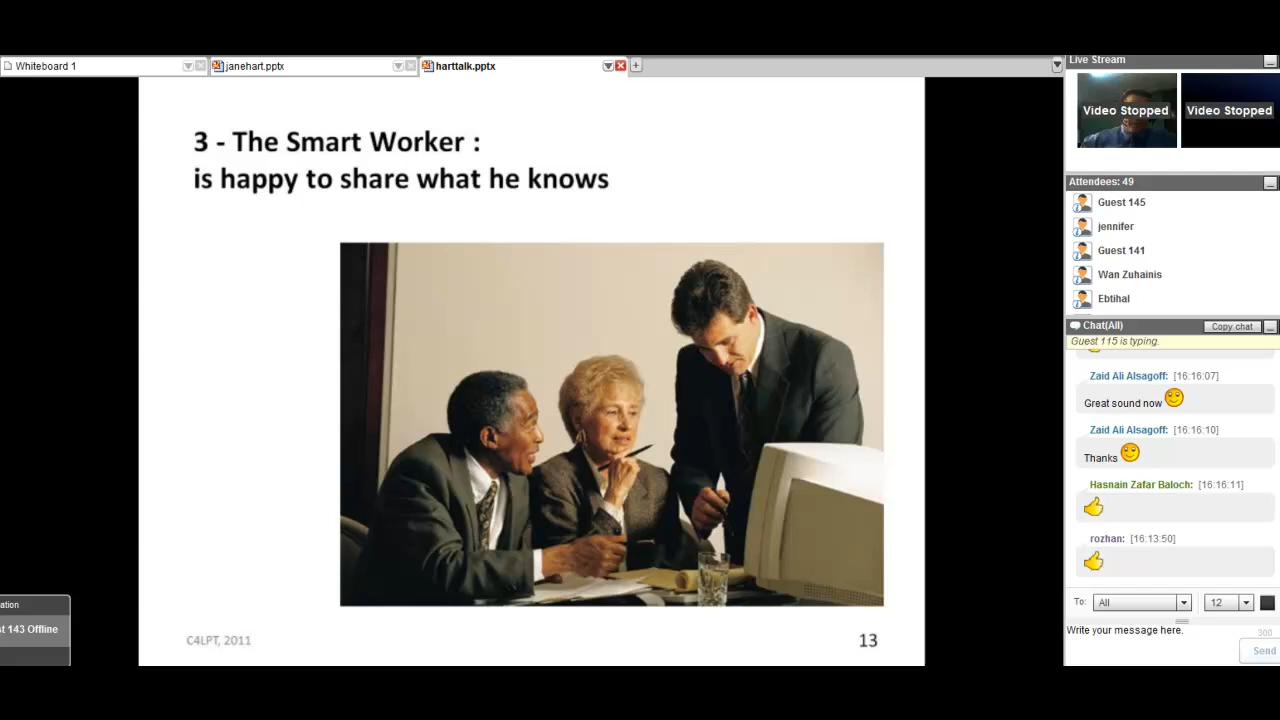 Whiteboard 1
janehart.pptx
harttalk.pptx
3 - The Smart Worker :
is happy to share what he knows
C4LPT, 2011
13
ation
st 143 Offline
Live Stream
Video Stopped
Video Stopped
Attendees: 49
Guest 145
jennifer
Guest 141
Wan Zuhainis
Ebtihal
Chat(All)
Copy chat
Guest 115 is typing.
Zaid Ali Alsagoff: [16:16:07]
Great sound now
Zaid Ali Alsagoff: [16:16:10]
Thanks
Hasnain Zafar Baloch: [16:16:11]
rozhan: [16:13:50]
To: All 12
Write your message here.
300
Send